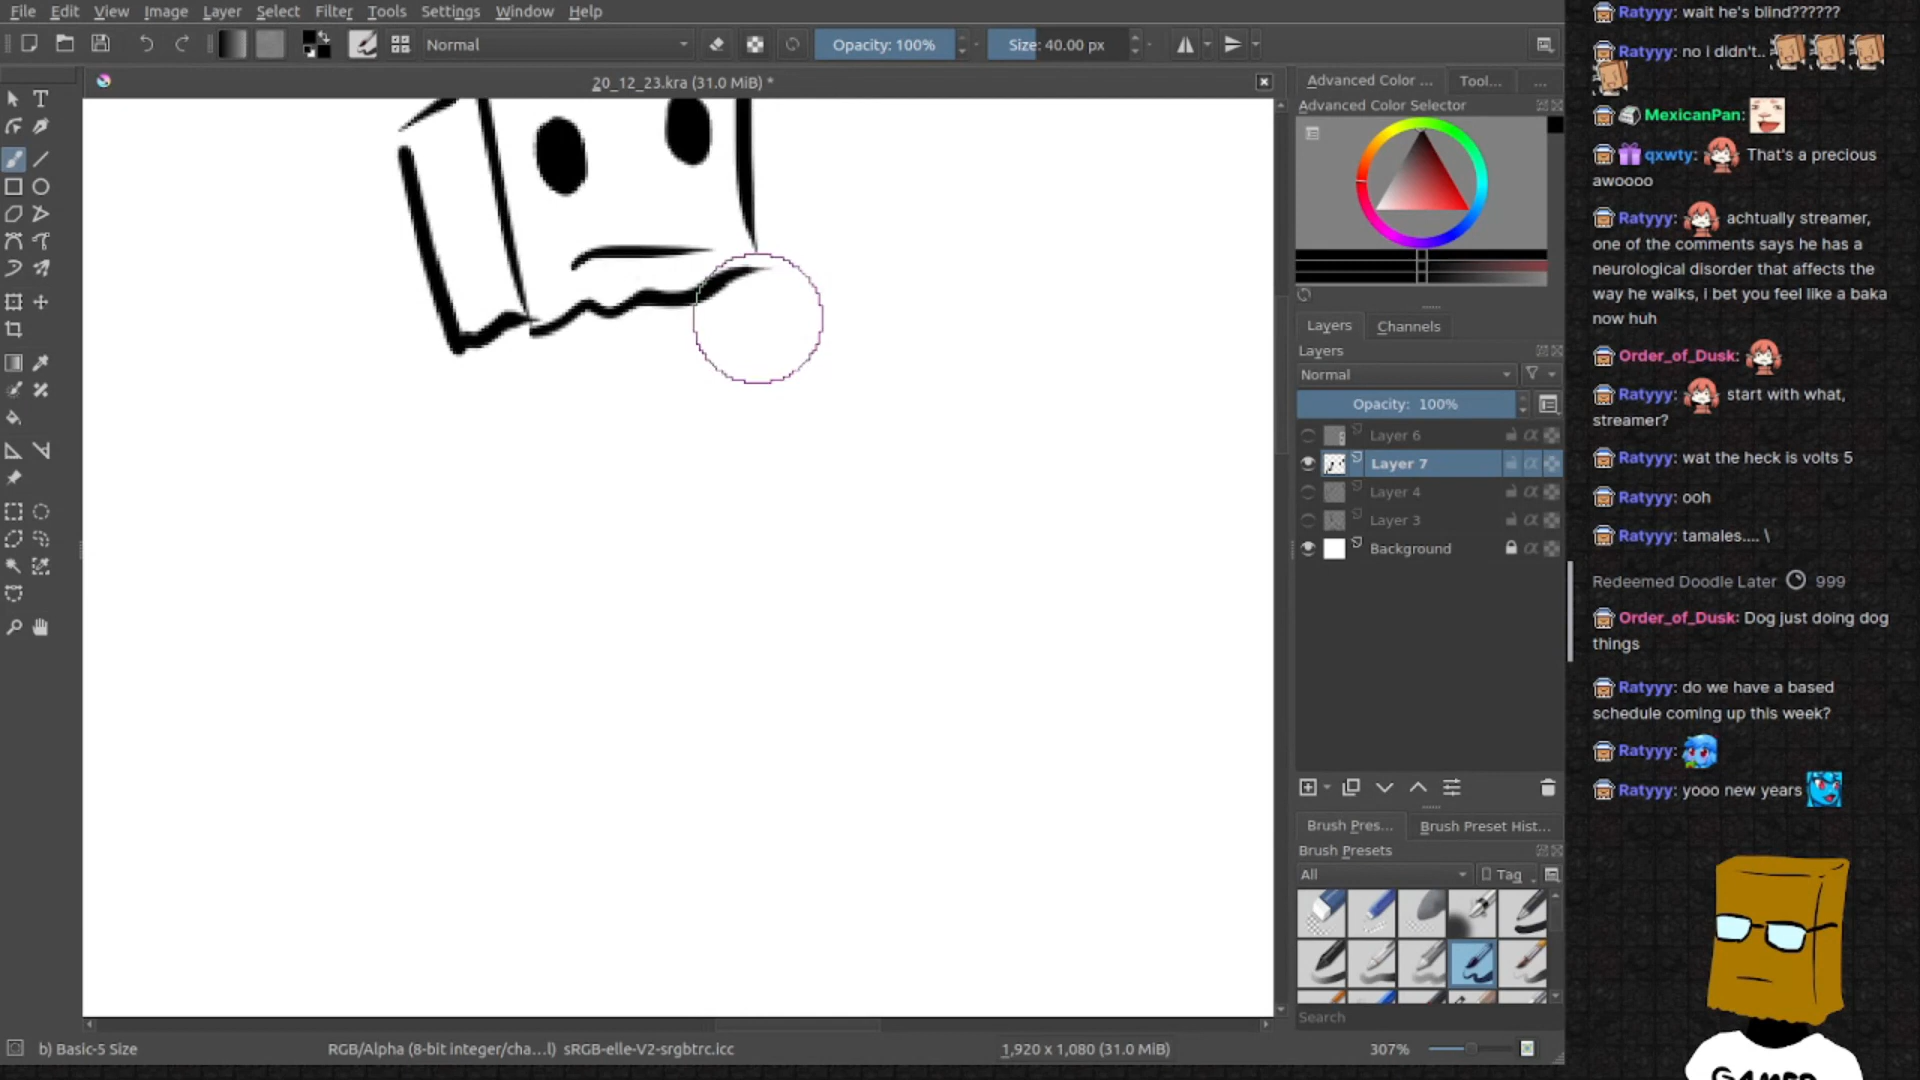 File Edit View Image Layer Select Filter Tools Settings Window Help
Normal Opacity: 100% Size: 40.00 px
20_12_23.kra (31.0 MiB) *
Advanced Color ... Tool... ...
Advanced Color Selector
Layers Channels
Layers
Normal
Opacity: 100%
Layer 6
Layer 7
Layer 4
Layer 3
Background
Brush Pres... Brush Preset Hist...
Brush Presets
All Tag
Search
b) Basic-5 Size RGB/Alpha (8-bit integer/cha...l) sRGB-elle-V2-srgbtrc.icc 1,920 x 1,080 (31.0 MiB) 307%
Ratyyy: wait he's blind??????
Ratyyy: no i didn't..
MexicanPan:
qxwty: That's a precious
awoooo
Ratyyy: achtually streamer,
one of the comments says he has a
neurological disorder that affects the
way he walks, i bet you feel like a baka
now huh
Order_of_Dusk:
Ratyyy: start with what,
streamer?
Ratyyy: wat the heck is volts 5
Ratyyy: ooh
Ratyyy: tamales.... \
Redeemed Doodle Later 999
Order_of_Dusk: Dog just doing dog
things
Ratyyy: do we have a based
schedule coming up this week?
Ratyyy:
Ratyyy: yooo new years
GAMER